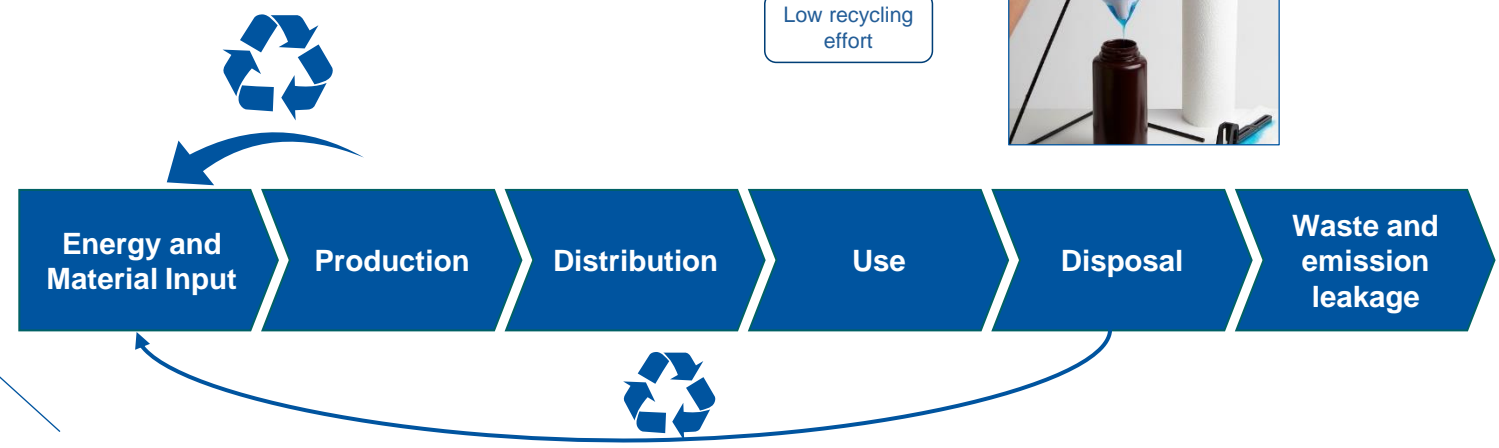 Low recycling
effort
Energy and
Material Input
Production
Distribution
Use
Disposal
Waste and
emission
leakage